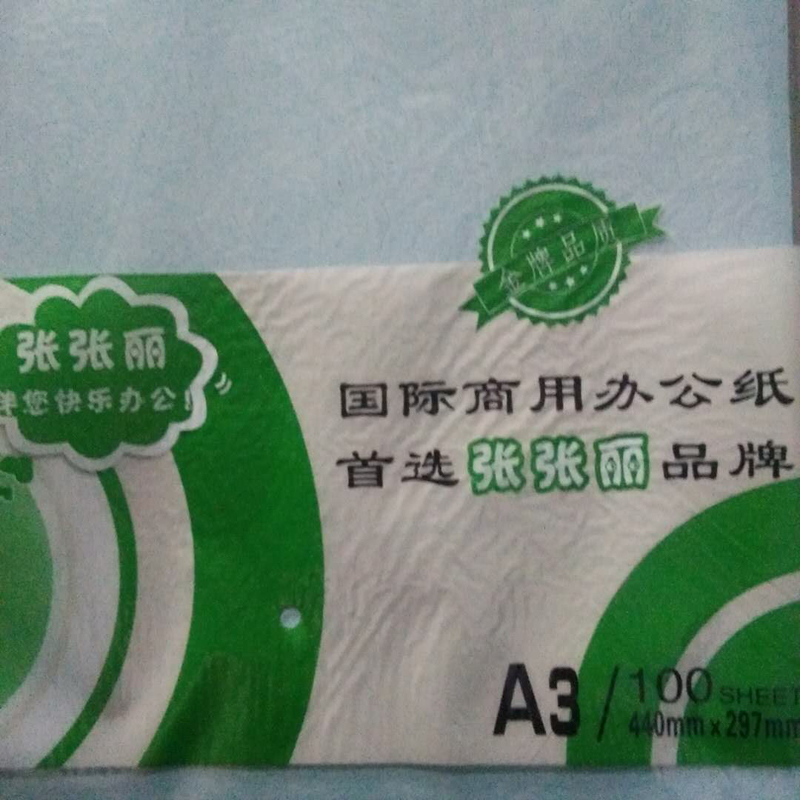 金牌品质
张张丽
伴您快乐办公!
国际商用办公纸
首选张张丽品牌
A3/100 SHEET
440mm x 297mm